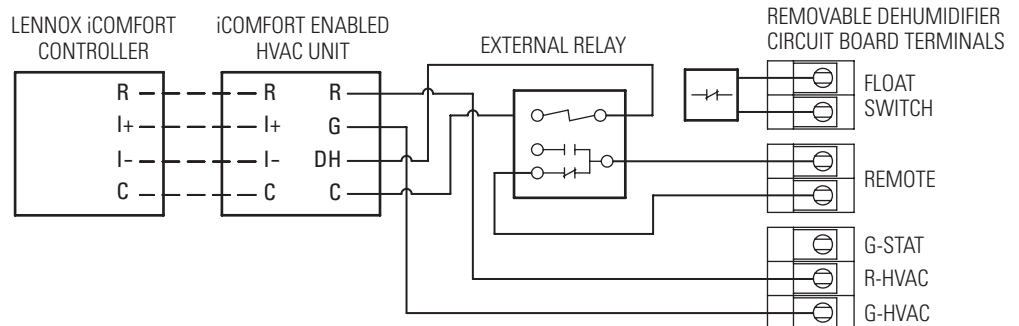 LENNOX iCOMFORT
CONTROLLER
iCOMFORT ENABLED
HVAC UNIT
EXTERNAL RELAY
REMOVABLE DEHUMIDIFIER
CIRCUIT BOARD TERMINALS
R
I+
I-
C
R
I+
I-
C
R
G
DH
C
FLOAT
SWITCH
REMOTE
G-STAT
R-HVAC
G-HVAC